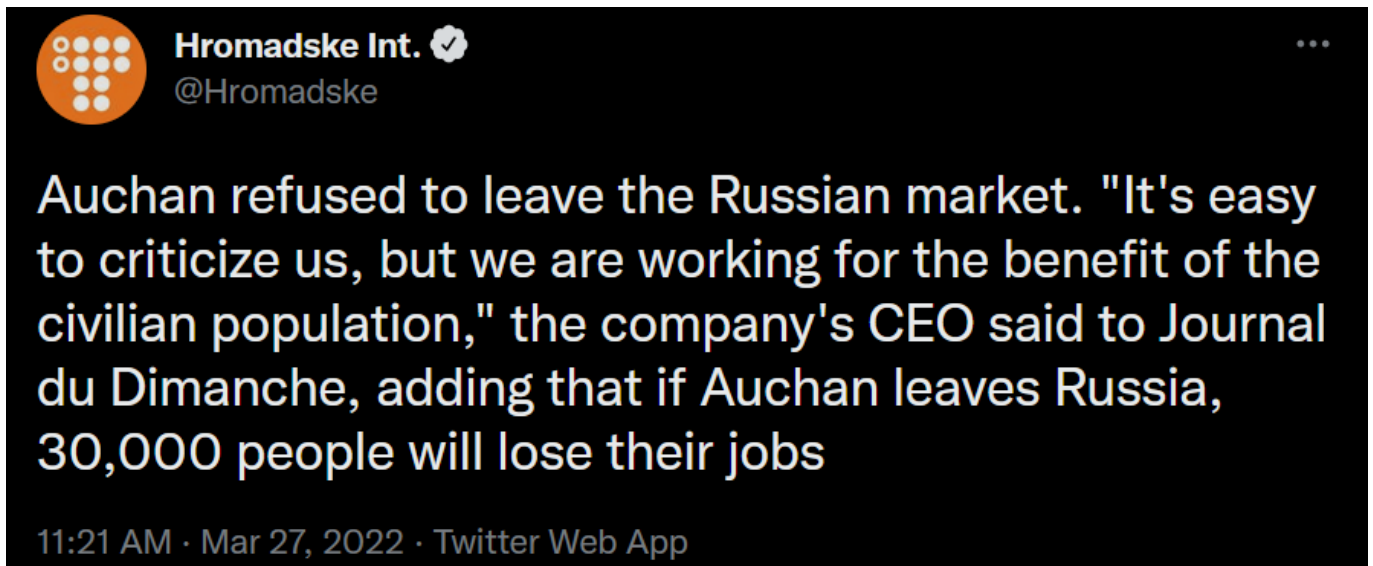 Hromadske Int.
@Hromadske
Auchan refused to leave the Russian market. "It's easy
to criticize us, but we are working for the benefit of the
civilian population," the company's CEO said to Journal
du Dimanche, adding that if Auchan leaves Russia,
30,000 people will lose their jobs
11:21 AM · Mar 27, 2022 · Twitter Web App